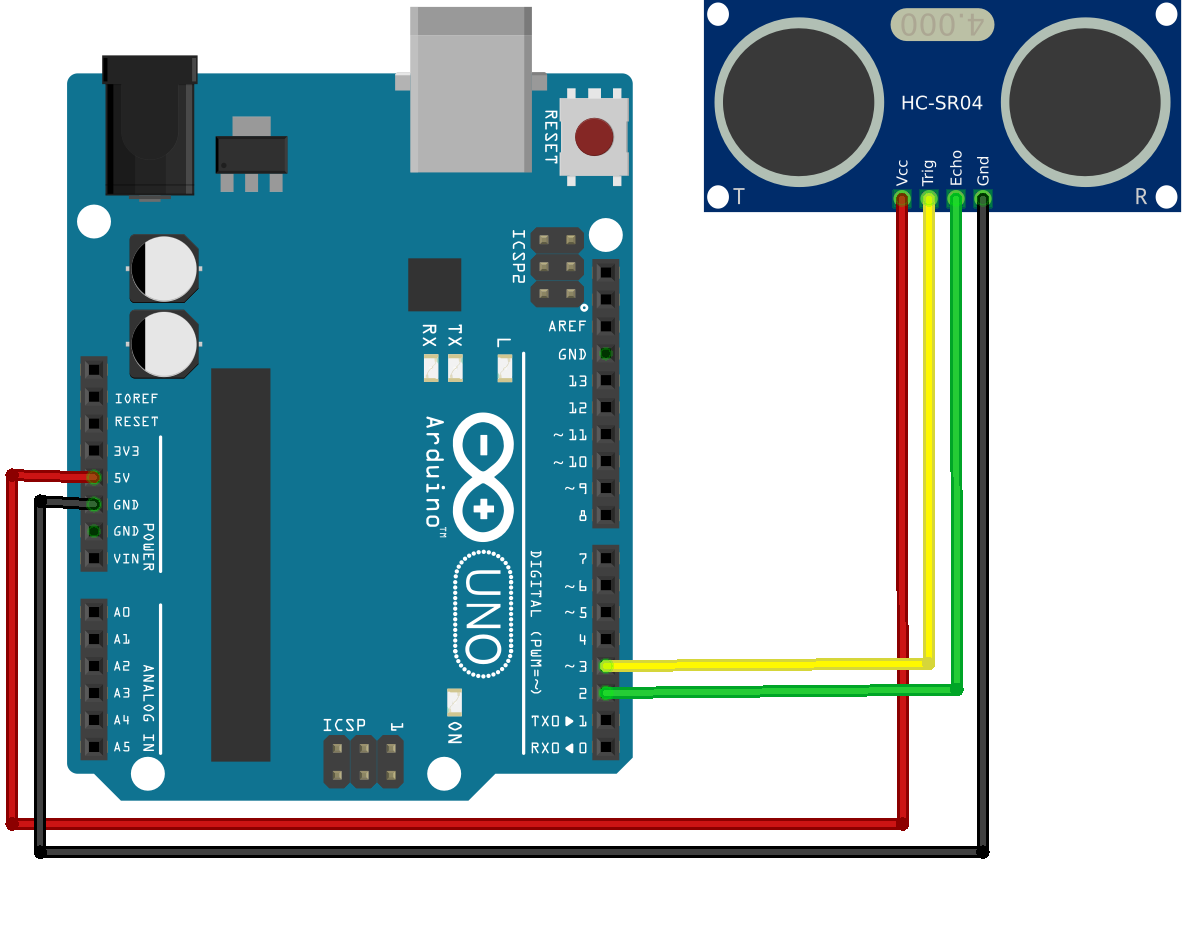 4.000
HC-SR04
Vcc
Trig
Echo
Gnd
T
R
RESET
ICSP2
AREF
GND
13
12
~11
~10
~9
8
RX
TX
L
IOREF
RESET
3V3
5V
GND
GND
VIN
POWER
Arduino™
UNO
DIGITAL (PWM=~)
7
~6
~5
4
~3
2
TX0▶1
RX0◀0
A0
A1
A2
A3
A4
A5
ANALOG IN
ICSP
1
ON